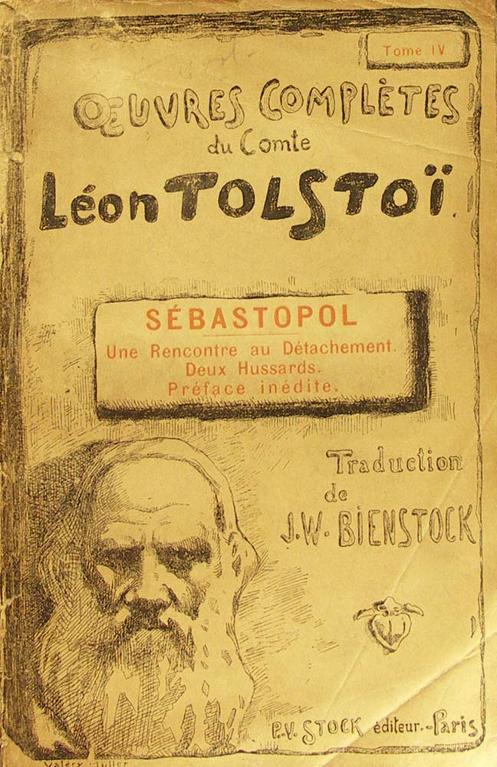 Tome IV
ŒUVRES COMPLÈTES
du Comte
Léon TOLSTOÏ.
SÉBASTOPOL
Une Rencontre au Détachement.
Deux Hussards.
Préface inédite.
Traduction
de
J.W. BIENSTOCK
P.V. STOCK éditeur.-Paris